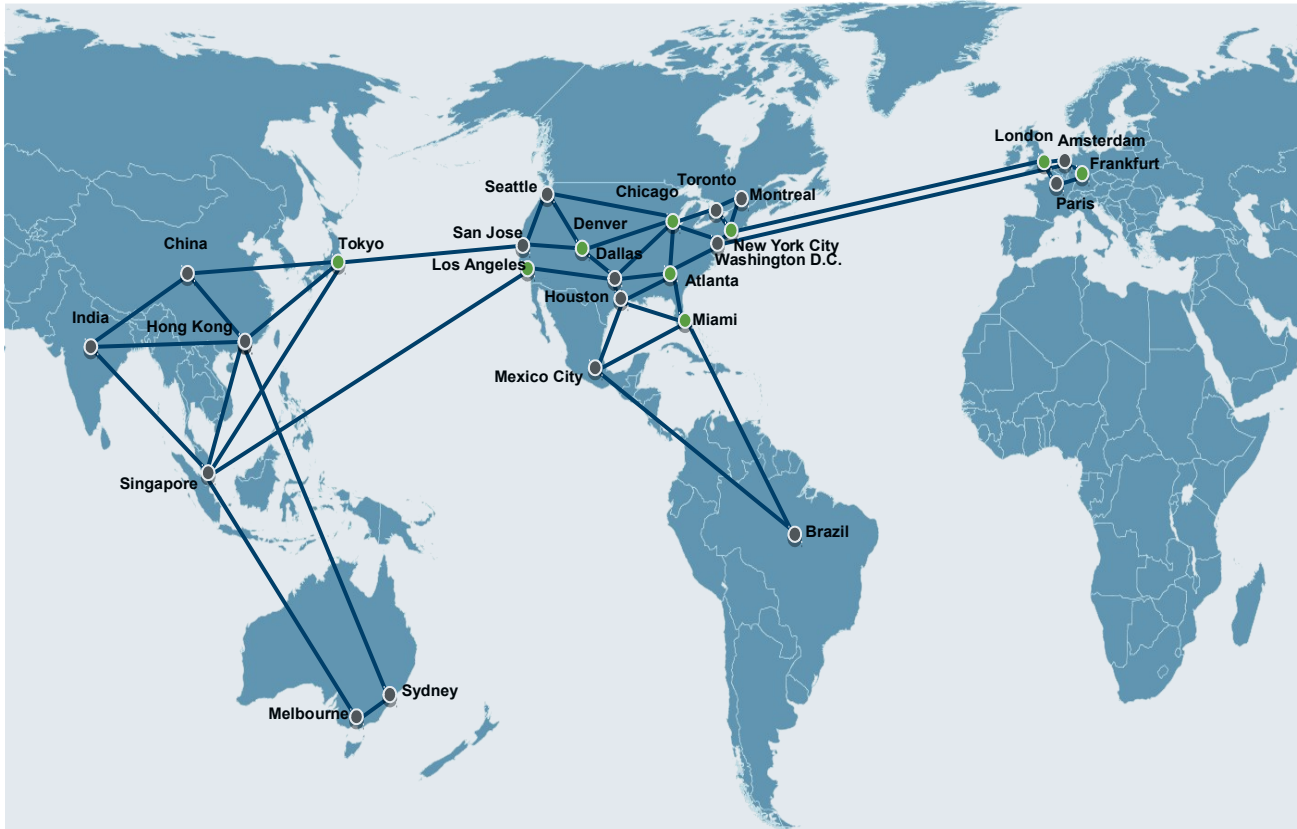 London
Amsterdam
Frankfurt
Paris
Toronto
Montreal
Seattle
Chicago
Denver
San Jose
New York City
Washington D.C.
China
Tokyo
Dallas
Los Angeles
Atlanta
Houston
India
Hong Kong
Miami
Mexico City
Singapore
Brazil
Sydney
Melbourne